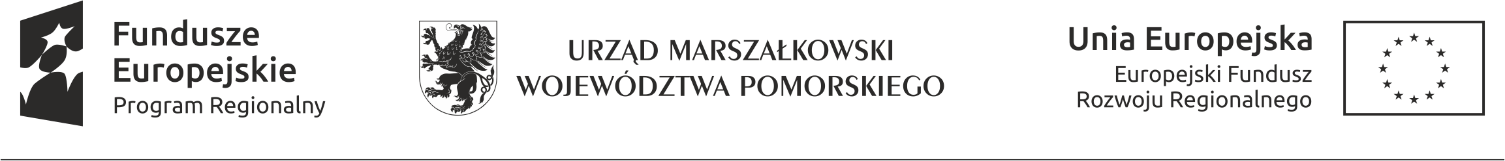 Fundusze
Europejskie
Program Regionalny
URZĄD MARSZAŁKOWSKI
WOJEWÓDZTWA POMORSKIEGO
Unia Europejska
Europejski Fundusz
Rozwoju Regionalnego